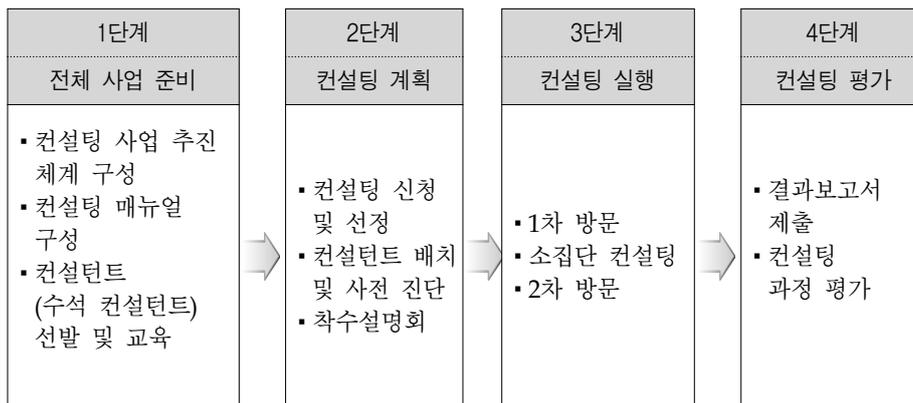 1단계
전체 사업 준비
▪ 컨설팅 사업 추진
체계 구성
▪ 컨설팅 매뉴얼
구성
▪ 컨설턴트
(수석 컨설턴트)
선발 및 교육
2단계
컨설팅 계획
▪ 컨설팅 신청
및 선정
▪ 컨설턴트 배치
및 사전 진단
▪ 착수설명회
3단계
컨설팅 실행
▪ 1차 방문
▪ 소집단 컨설팅
▪ 2차 방문
4단계
컨설팅 평가
▪ 결과보고서
제출
▪ 컨설팅
과정 평가